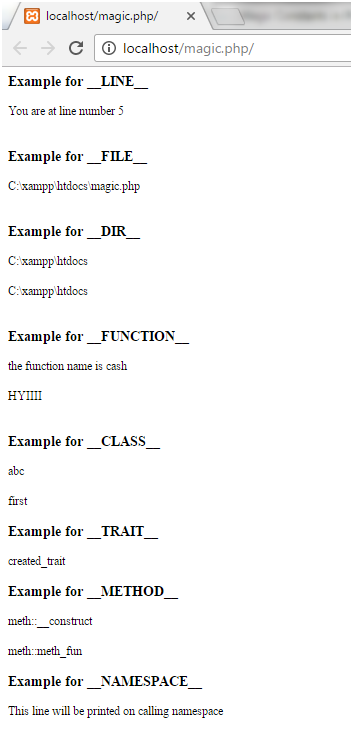 localhost/magic.php/
localhost/magic.php/
Example for __LINE__
You are at line number 5
Example for __FILE__
C:\xampp\htdocs\magic.php
Example for __DIR__
C:\xampp\htdocs
C:\xampp\htdocs
Example for __FUNCTION__
the function name is cash
HYIIII
Example for __CLASS__
abc
first
Example for __TRAIT__
created_trait
Example for __METHOD__
meth::__construct
meth::meth_fun
Example for __NAMESPACE__
This line will be printed on calling namespace